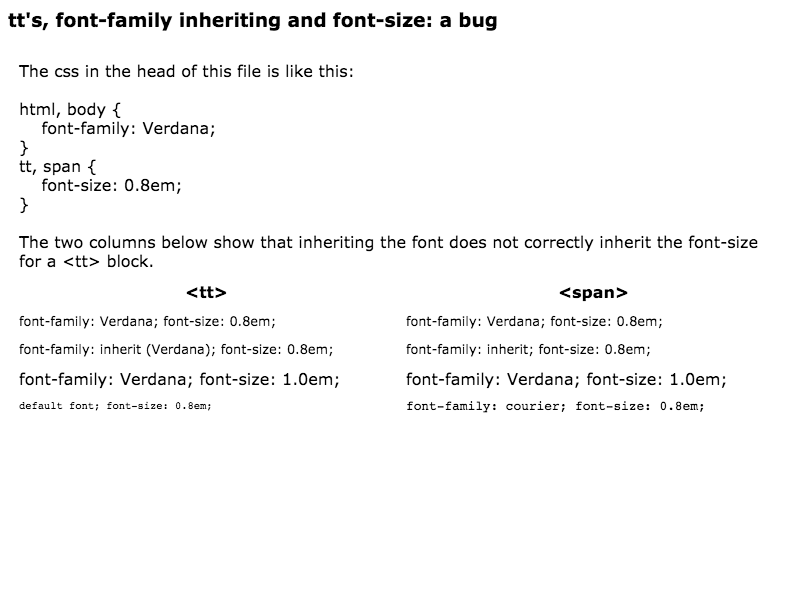 tt's, font-family inheriting and font-size: a bug
The css in the head of this file is like this:
html, body {
font-family: Verdana;
}
tt, span {
font-size: 0.8em;
}
The two columns below show that inheriting the font does not correctly inherit the font-size
for a <tt> block.
<tt>
font-family: Verdana; font-size: 0.8em;
font-family: inherit (Verdana); font-size: 0.8em;
font-family: Verdana; font-size: 1.0em;
default font; font-size: 0.8em;
<span>
font-family: Verdana; font-size: 0.8em;
font-family: inherit; font-size: 0.8em;
font-family: Verdana; font-size: 1.0em;
font-family: courier; font-size: 0.8em;